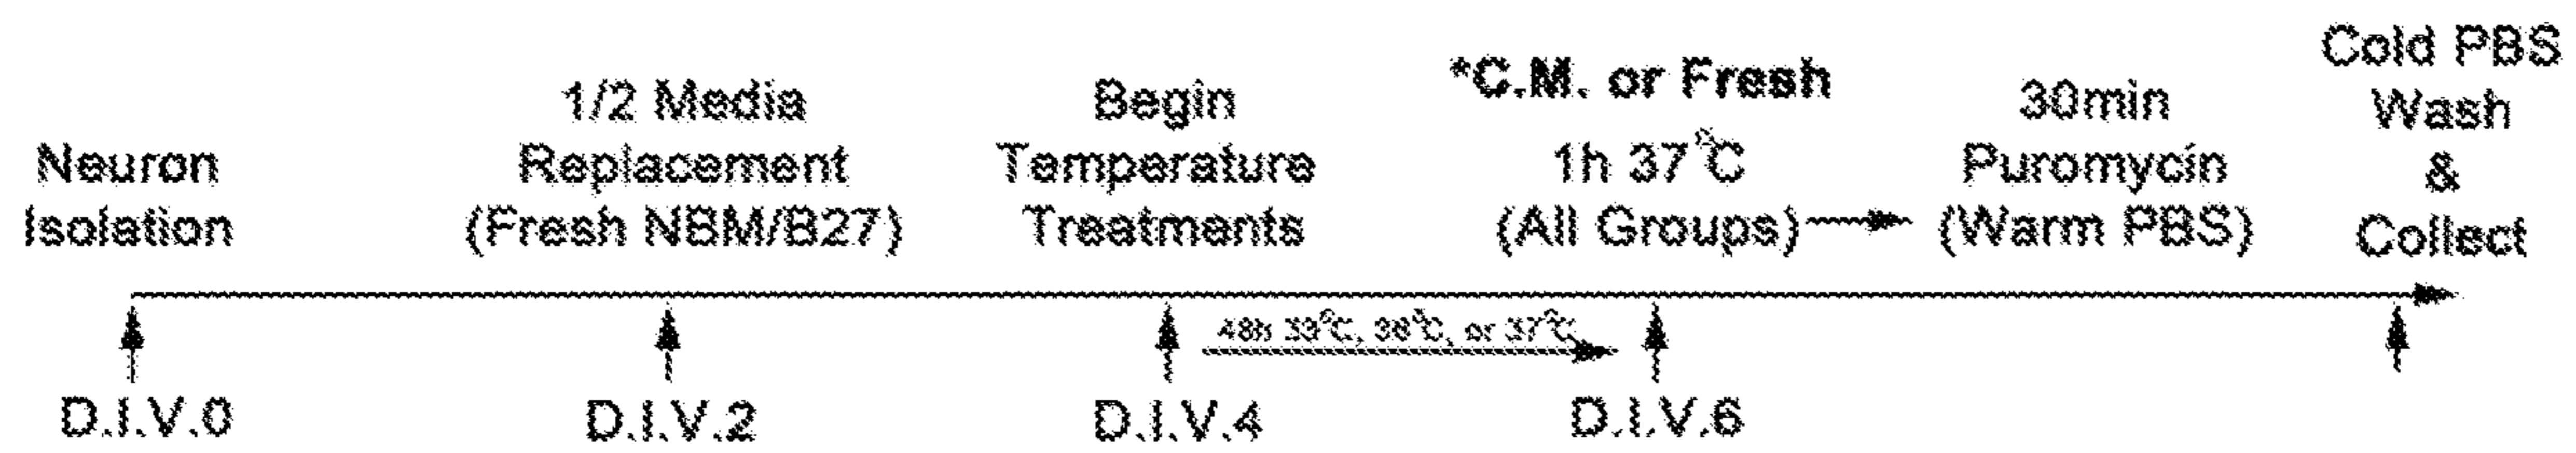 Neuron
Isolation
1/2 Media
Replacement
(Fresh NBM/B27)
Begin
Temperature
Treatments
*C.M. or Fresh
1h 37°C
(All Groups)
30min
Puromycin
(Warm PBS)
Cold PBS
Wash
&
Collect
48h 33°C, 36°C, or 37°C
D.I.V.0
D.I.V.2
D.I.V.4
D.I.V.6